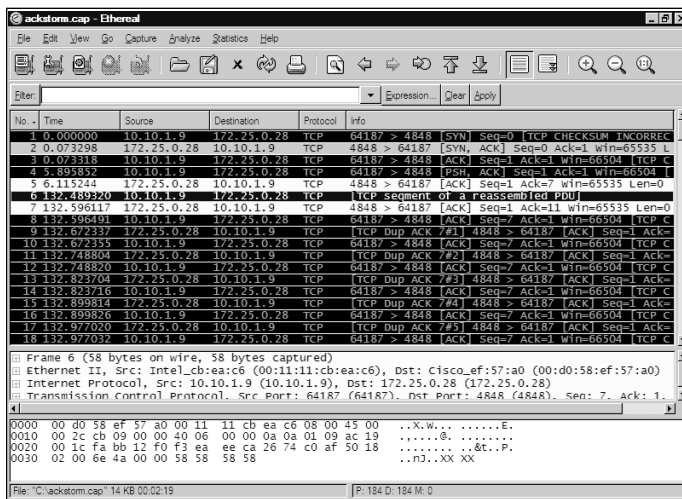 ackstorm.cap - Ethereal
File Edit View Go Capture Analyze Statistics Help
Filter: Expression... Clear Apply
No. - Time Source Destination Protocol Info
1 0.000000 10.10.1.9 172.25.0.28 TCP 64187 > 4848 [SYN] Seq=0 [TCP CHECKSUM INCORREC
2 0.073298 172.25.0.28 10.10.1.9 TCP 4848 > 64187 [SYN, ACK] Seq=0 Ack=1 Win=65535 L
3 0.073318 10.10.1.9 172.25.0.28 TCP 64187 > 4848 [ACK] Seq=1 Ack=1 Win=66504 [TCP C
4 5.895852 10.10.1.9 172.25.0.28 TCP 64187 > 4848 [PSH, ACK] Seq=1 Ack=1 Win=66504 [
5 6.115244 172.25.0.28 10.10.1.9 TCP 4848 > 64187 [ACK] Seq=1 Ack=7 Win=65535 Len=0
6 132.489320 10.10.1.9 172.25.0.28 TCP [TCP segment of a reassembled PDU]
7 132.596117 172.25.0.28 10.10.1.9 TCP 4848 > 64187 [ACK] Seq=1 Ack=11 Win=65535 Len=0
8 132.596491 10.10.1.9 172.25.0.28 TCP 64187 > 4848 [ACK] Seq=7 Ack=1 Win=66504 [TCP C
9 132.672337 172.25.0.28 10.10.1.9 TCP [TCP Dup ACK 7#1] 4848 > 64187 [ACK] Seq=1 Ack=
10 132.672355 10.10.1.9 172.25.0.28 TCP 64187 > 4848 [ACK] Seq=7 Ack=1 Win=66504 [TCP C
11 132.748804 172.25.0.28 10.10.1.9 TCP [TCP Dup ACK 7#2] 4848 > 64187 [ACK] Seq=1 Ack=
12 132.748820 10.10.1.9 172.25.0.28 TCP 64187 > 4848 [ACK] Seq=7 Ack=1 Win=66504 [TCP C
13 132.823704 172.25.0.28 10.10.1.9 TCP [TCP Dup ACK 7#3] 4848 > 64187 [ACK] Seq=1 Ack=
14 132.823716 10.10.1.9 172.25.0.28 TCP 64187 > 4848 [ACK] Seq=7 Ack=1 Win=66504 [TCP C
15 132.899814 172.25.0.28 10.10.1.9 TCP [TCP Dup ACK 7#4] 4848 > 64187 [ACK] Seq=1 Ack=
16 132.899826 10.10.1.9 172.25.0.28 TCP 64187 > 4848 [ACK] Seq=7 Ack=1 Win=66504 [TCP C
17 132.977020 172.25.0.28 10.10.1.9 TCP [TCP Dup ACK 7#5] 4848 > 64187 [ACK] Seq=1 Ack=
18 132.977032 10.10.1.9 172.25.0.28 TCP 64187 > 4848 [ACK] Seq=7 Ack=1 Win=66504 [TCP C
Frame 6 (58 bytes on wire, 58 bytes captured)
Ethernet II, Src: Intel_cb:ea:c6 (00:11:11:cb:ea:c6), Dst: Cisco_ef:57:a0 (00:d0:58:ef:57:a0)
Internet Protocol, Src: 10.10.1.9 (10.10.1.9), Dst: 172.25.0.28 (172.25.0.28)
Transmission Control Protocol, Src Port: 64187 (64187), Dst Port: 4848 (4848), Seq: 7, Ack: 1,
0000 00 d0 58 ef 57 a0 00 11 11 cb ea c6 08 00 45 00 ..X.W... ......E.
0010 00 2c cb 09 00 00 40 06 00 00 0a 0a 01 09 ac 19 .,....@. ........
0020 00 1c fa bb 12 f0 f3 ea ee ca 26 74 c0 af 50 18 ........ ..&t..P.
0030 02 00 6e 4a 00 00 58 58 58 58 ..nJ..XX XX
File: "C:\ackstorm.cap" 14 KB 00:02:19 P: 184 D: 184 M: 0